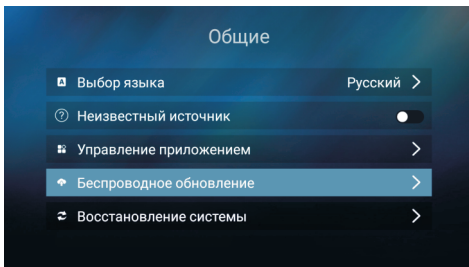 Общие
Выбор языка Русский
Неизвестный источник
Управление приложением
Беспроводное обновление
Восстановление системы